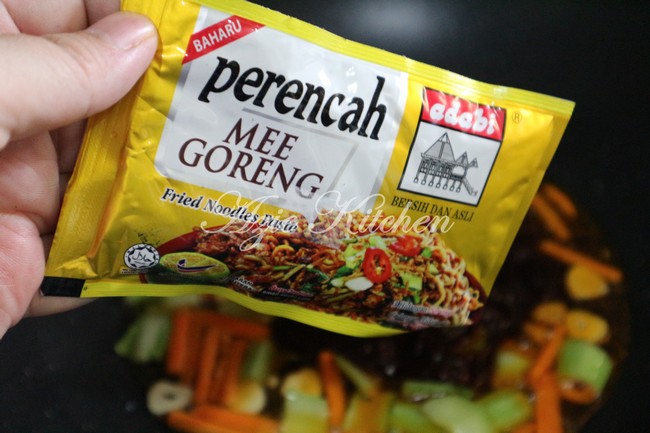 BAHARU
perencah
MEE
GORENG
Fried Noodles Paste
adabi
®
BERSIH DAN ASLI
Azie Kitchen